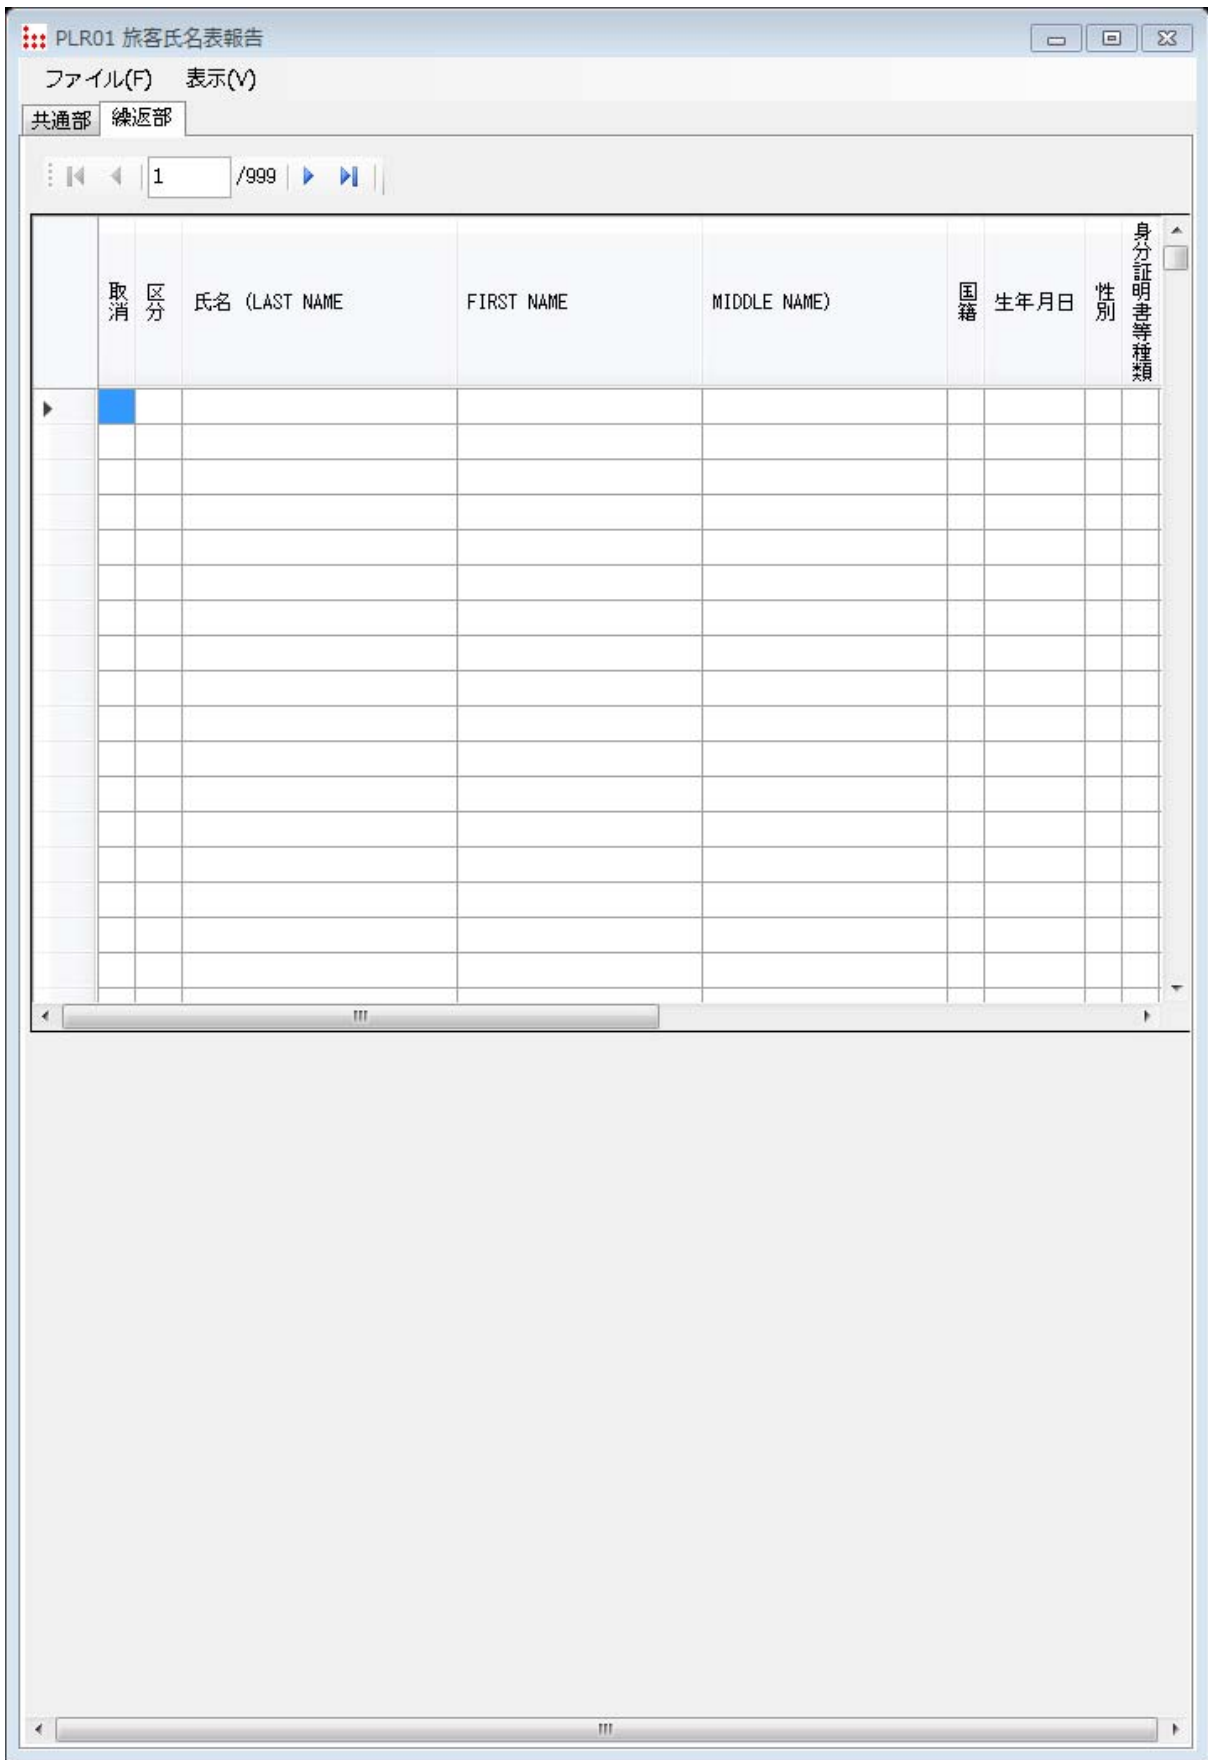 PLR01 旅客氏名表報告
ファイル(F) 表示(V)
共通部 繰返部
1 /999
取消 区分 氏名 (LAST NAME FIRST NAME MIDDLE NAME) 国籍 生年月日 性別 身分証明書等種類